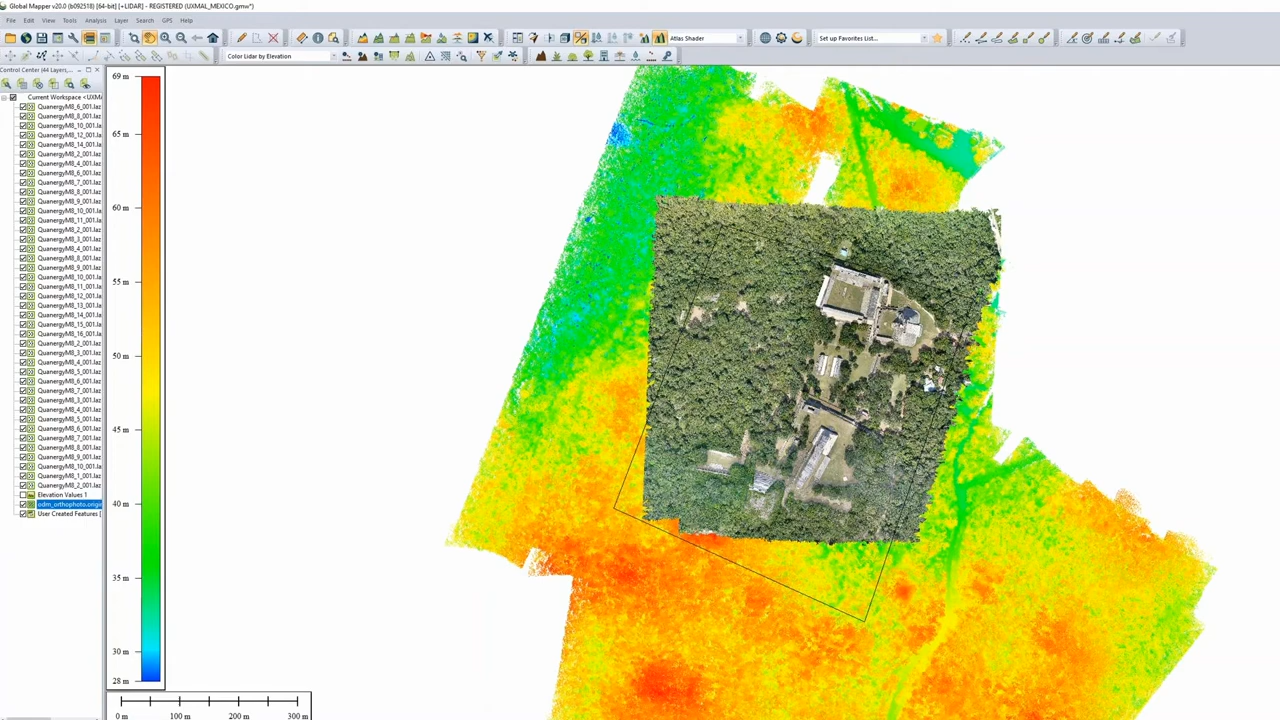 Global Mapper v20.0 (b092518) [64-bit] [+LIDAR] - REGISTERED (UXMAL_MEXICO.gmw*)
File Edit View Tools Analysis Layer Search GPS Help
Atlas Shader
Set up Favorites List...
Color Lidar by Elevation
Control Center (44 Layers,...
Current Workspace <UXMA
QuanergyM8_6_001.laz
QuanergyM8_8_001.laz
QuanergyM8_10_001.laz
QuanergyM8_12_001.laz
QuanergyM8_14_001.laz
QuanergyM8_2_001.laz
QuanergyM8_4_001.laz
QuanergyM8_6_001.laz
QuanergyM8_7_001.laz
QuanergyM8_8_001.laz
QuanergyM8_9_001.laz
QuanergyM8_10_001.laz
QuanergyM8_11_001.laz
QuanergyM8_2_001.laz
QuanergyM8_3_001.laz
QuanergyM8_4_001.laz
QuanergyM8_8_001.laz
QuanergyM8_9_001.laz
QuanergyM8_10_001.laz
QuanergyM8_11_001.laz
QuanergyM8_12_001.laz
QuanergyM8_13_001.laz
QuanergyM8_14_001.laz
QuanergyM8_15_001.laz
QuanergyM8_16_001.laz
QuanergyM8_2_001.laz
QuanergyM8_3_001.laz
QuanergyM8_4_001.laz
QuanergyM8_5_001.laz
QuanergyM8_6_001.laz
QuanergyM8_7_001.laz
QuanergyM8_3_001.laz
QuanergyM8_4_001.laz
QuanergyM8_5_001.laz
QuanergyM8_6_001.laz
QuanergyM8_7_001.laz
QuanergyM8_8_001.laz
QuanergyM8_9_001.laz
QuanergyM8_10_001.laz
QuanergyM8_1_001.laz
QuanergyM8_2_001.laz
Elevation Values 1
odm_orthophoto.origin
User Created Features [
69 m
65 m
60 m
55 m
50 m
45 m
40 m
35 m
30 m
28 m
0 m 100 m 200 m 300 m